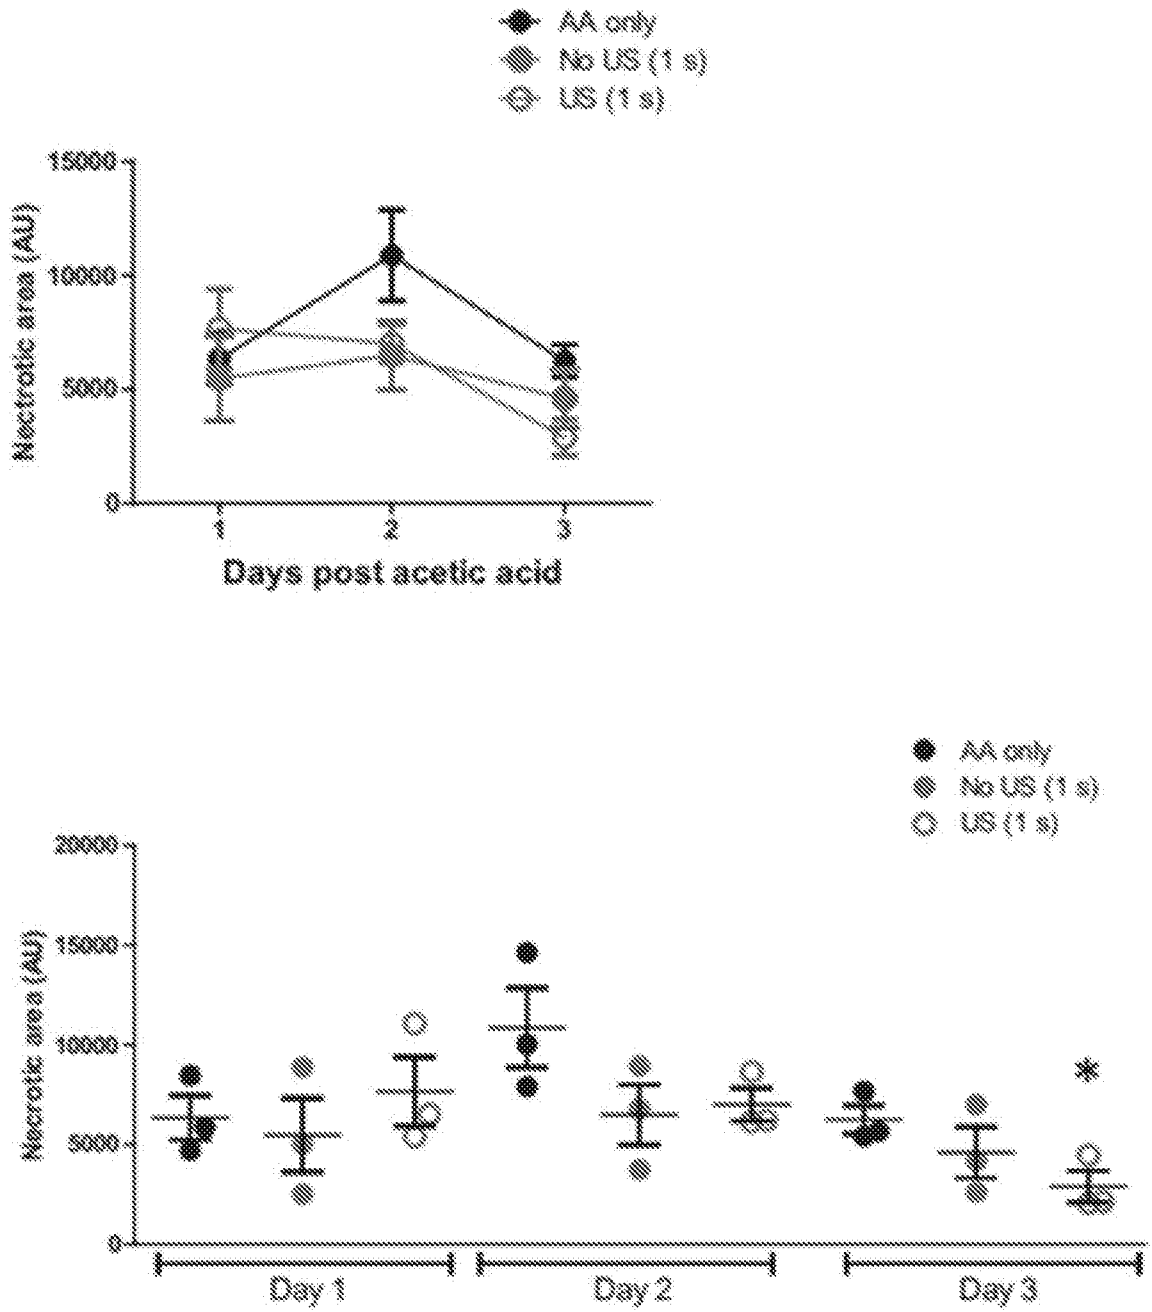 AA only
No US (1 s)
US (1 s)
15000
10000
5000
0
Nectrotic area (AU)
1
2
3
Days post acetic acid
AA only
No US (1 s)
US (1 s)
20000
15000
10000
5000
0
Necrotic area (AU)
*
Day 1
Day 2
Day 3